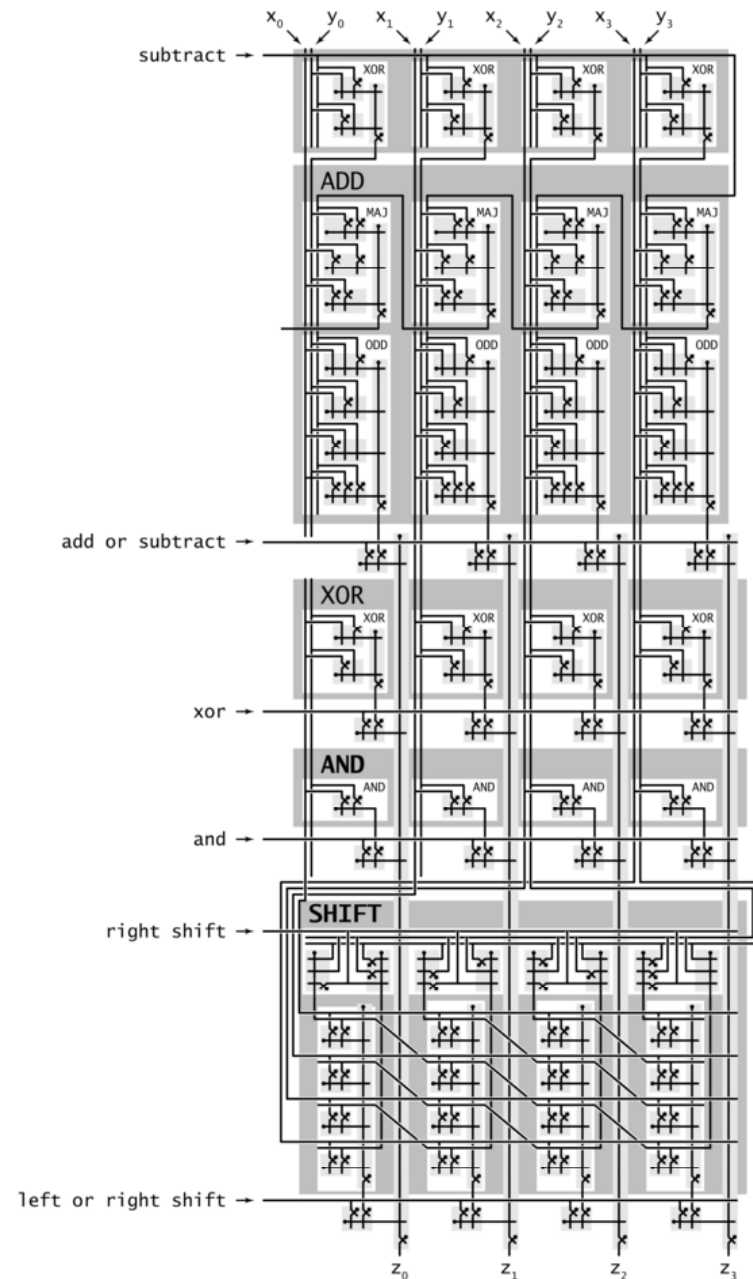 x0 y0 x1 y1 x2 y2 x3 y3
subtract →
XOR XOR XOR XOR
ADD
MAJ MAJ MAJ MAJ
ODD ODD ODD ODD
add or subtract →
XOR
XOR XOR XOR XOR
xor →
AND
AND AND AND AND
and →
SHIFT
right shift →
left or right shift →
z0 z1 z2 z3